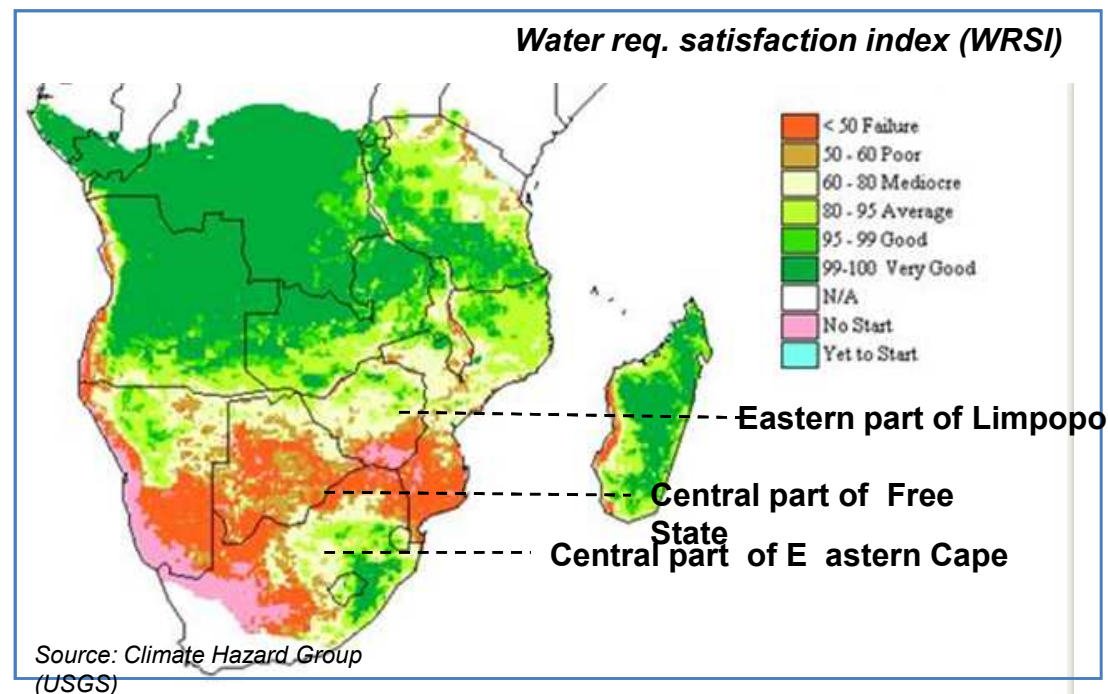 Water req. satisfaction index (WRSI)
< 50 Failure
50 - 60 Poor
60 - 80 Mediocre
80 - 95 Average
95 - 99 Good
99-100 Very Good
N/A
No Start
Yet to Start
Eastern part of Limpopo
Central part of Free
State
Central part of E astern Cape
Source: Climate Hazard Group
(USGS)